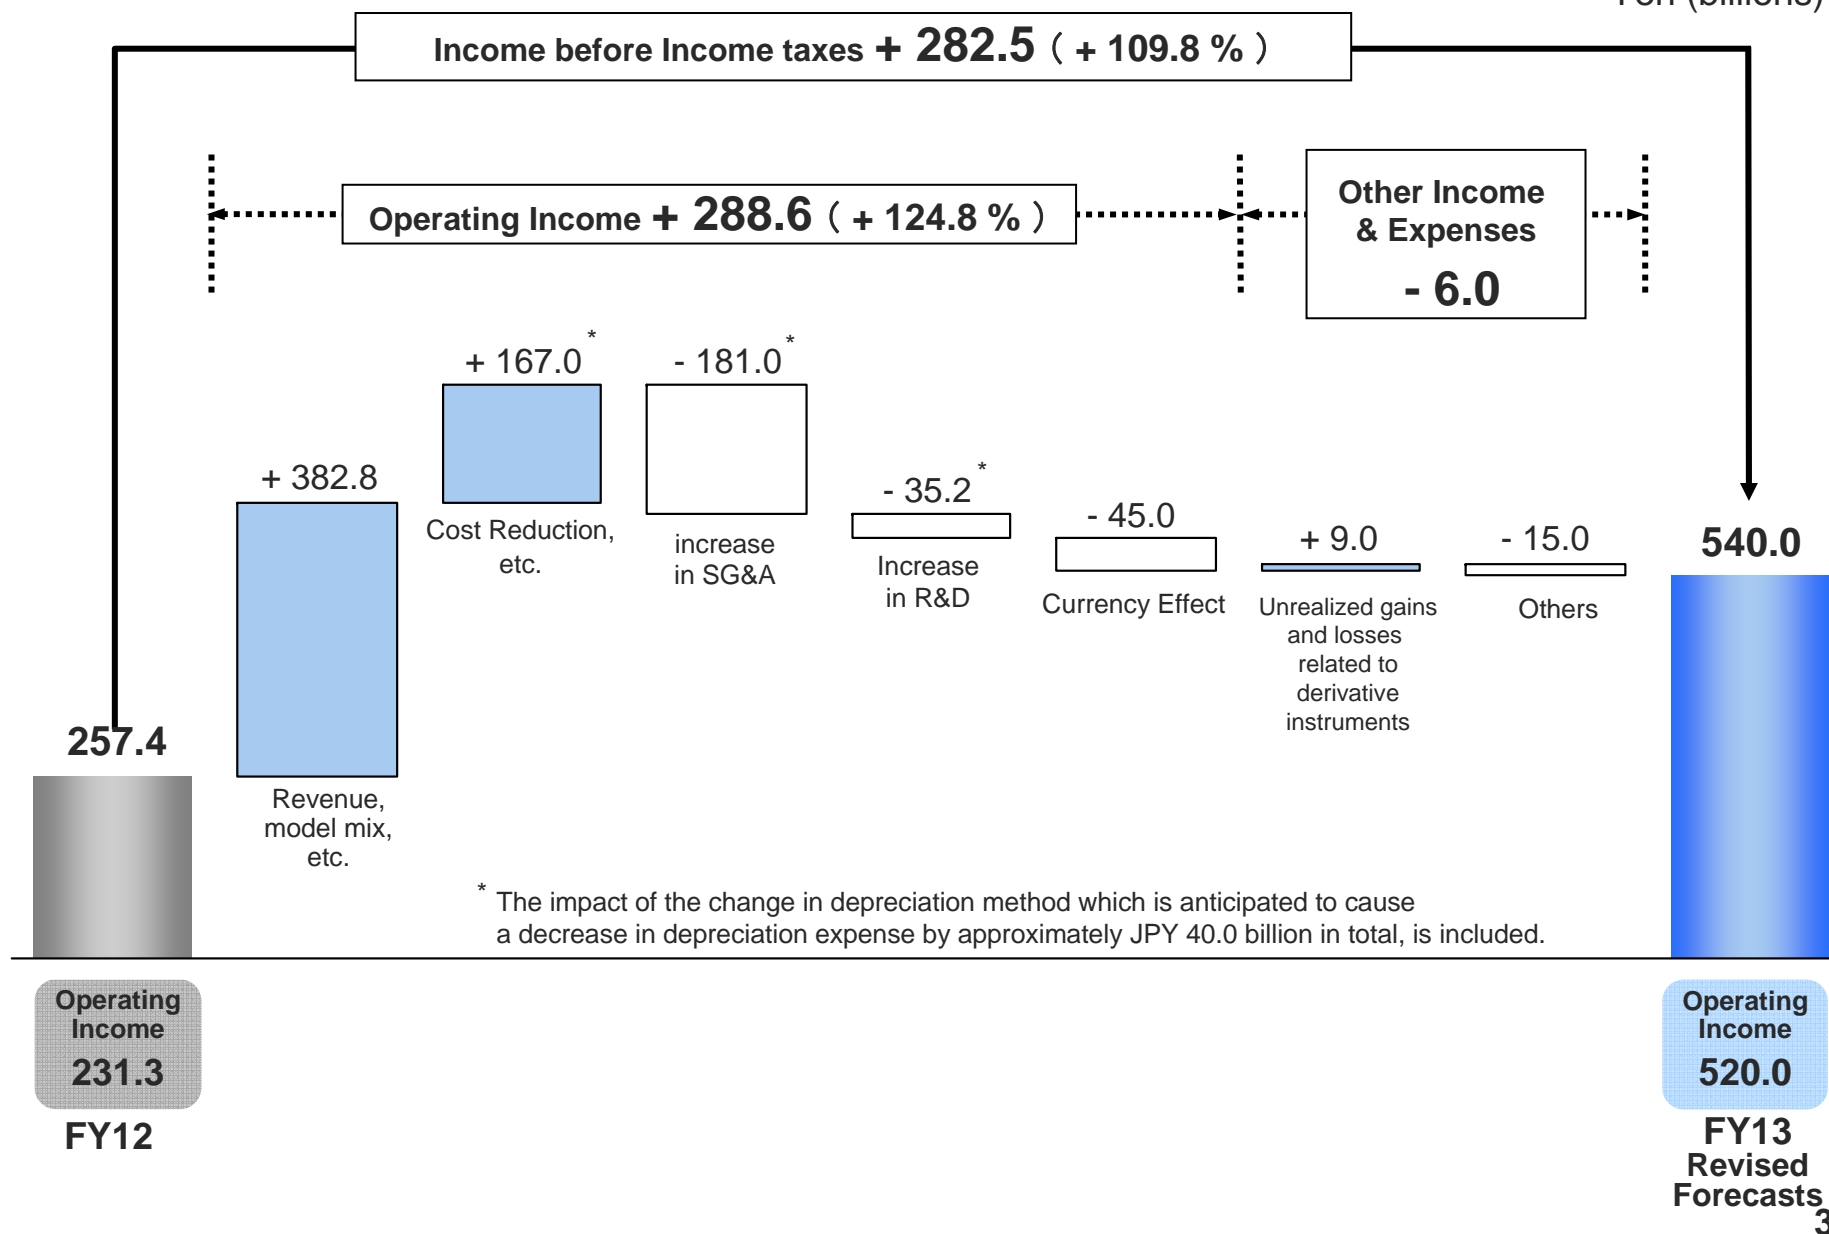 (billions)
Income before Income taxes + 282.5 ( + 109.8 % )
Operating Income + 288.6 ( + 124.8 % )
Other Income
& Expenses
- 6.0
+ 382.8
Revenue,
model mix,
etc.
+ 167.0 *
Cost Reduction,
etc.
- 181.0 *
increase
in SG&A
- 35.2 *
Increase
in R&D
- 45.0
Currency Effect
+ 9.0
Unrealized gains
and losses
related to
derivative
instruments
- 15.0
Others
257.4
540.0
* The impact of the change in depreciation method which is anticipated to cause
a decrease in depreciation expense by approximately JPY 40.0 billion in total, is included.
Operating
Income
231.3
FY12
Operating
Income
520.0
FY13
Revised
Forecasts
3